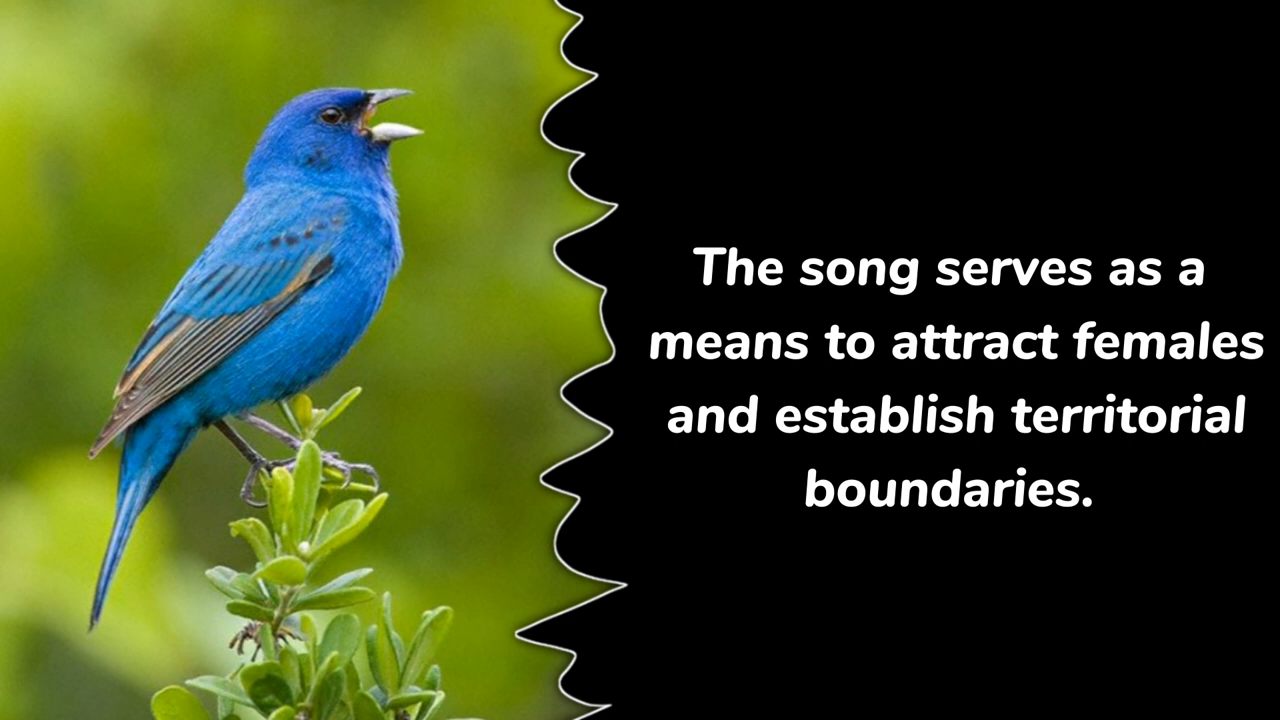 The song serves as a
means to attract females
and establish territorial
boundaries.